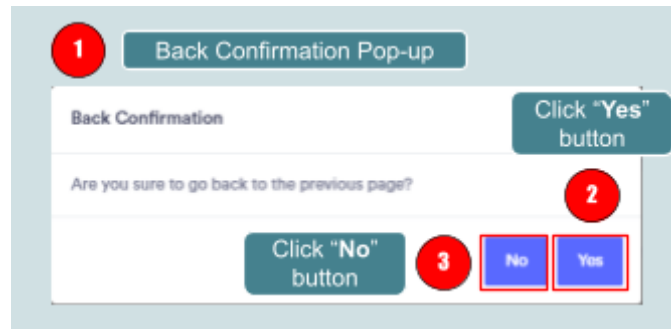 1 Back Confirmation Pop-up
Back Confirmation
Click “Yes”
button
Are you sure to go back to the previous page?
2
Click “No”
button
3
No Yes